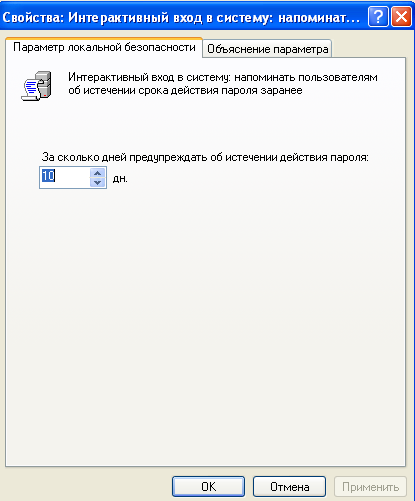 Свойства: Интерактивный вход в систему: напоминат...
Параметр локальной безопасности
Объяснение параметра
Интерактивный вход в систему: напоминать пользователям
об истечении срока действия пароля заранее
За сколько дней предупреждать об истечении действия пароля:
10 дн.
OK Отмена Применить